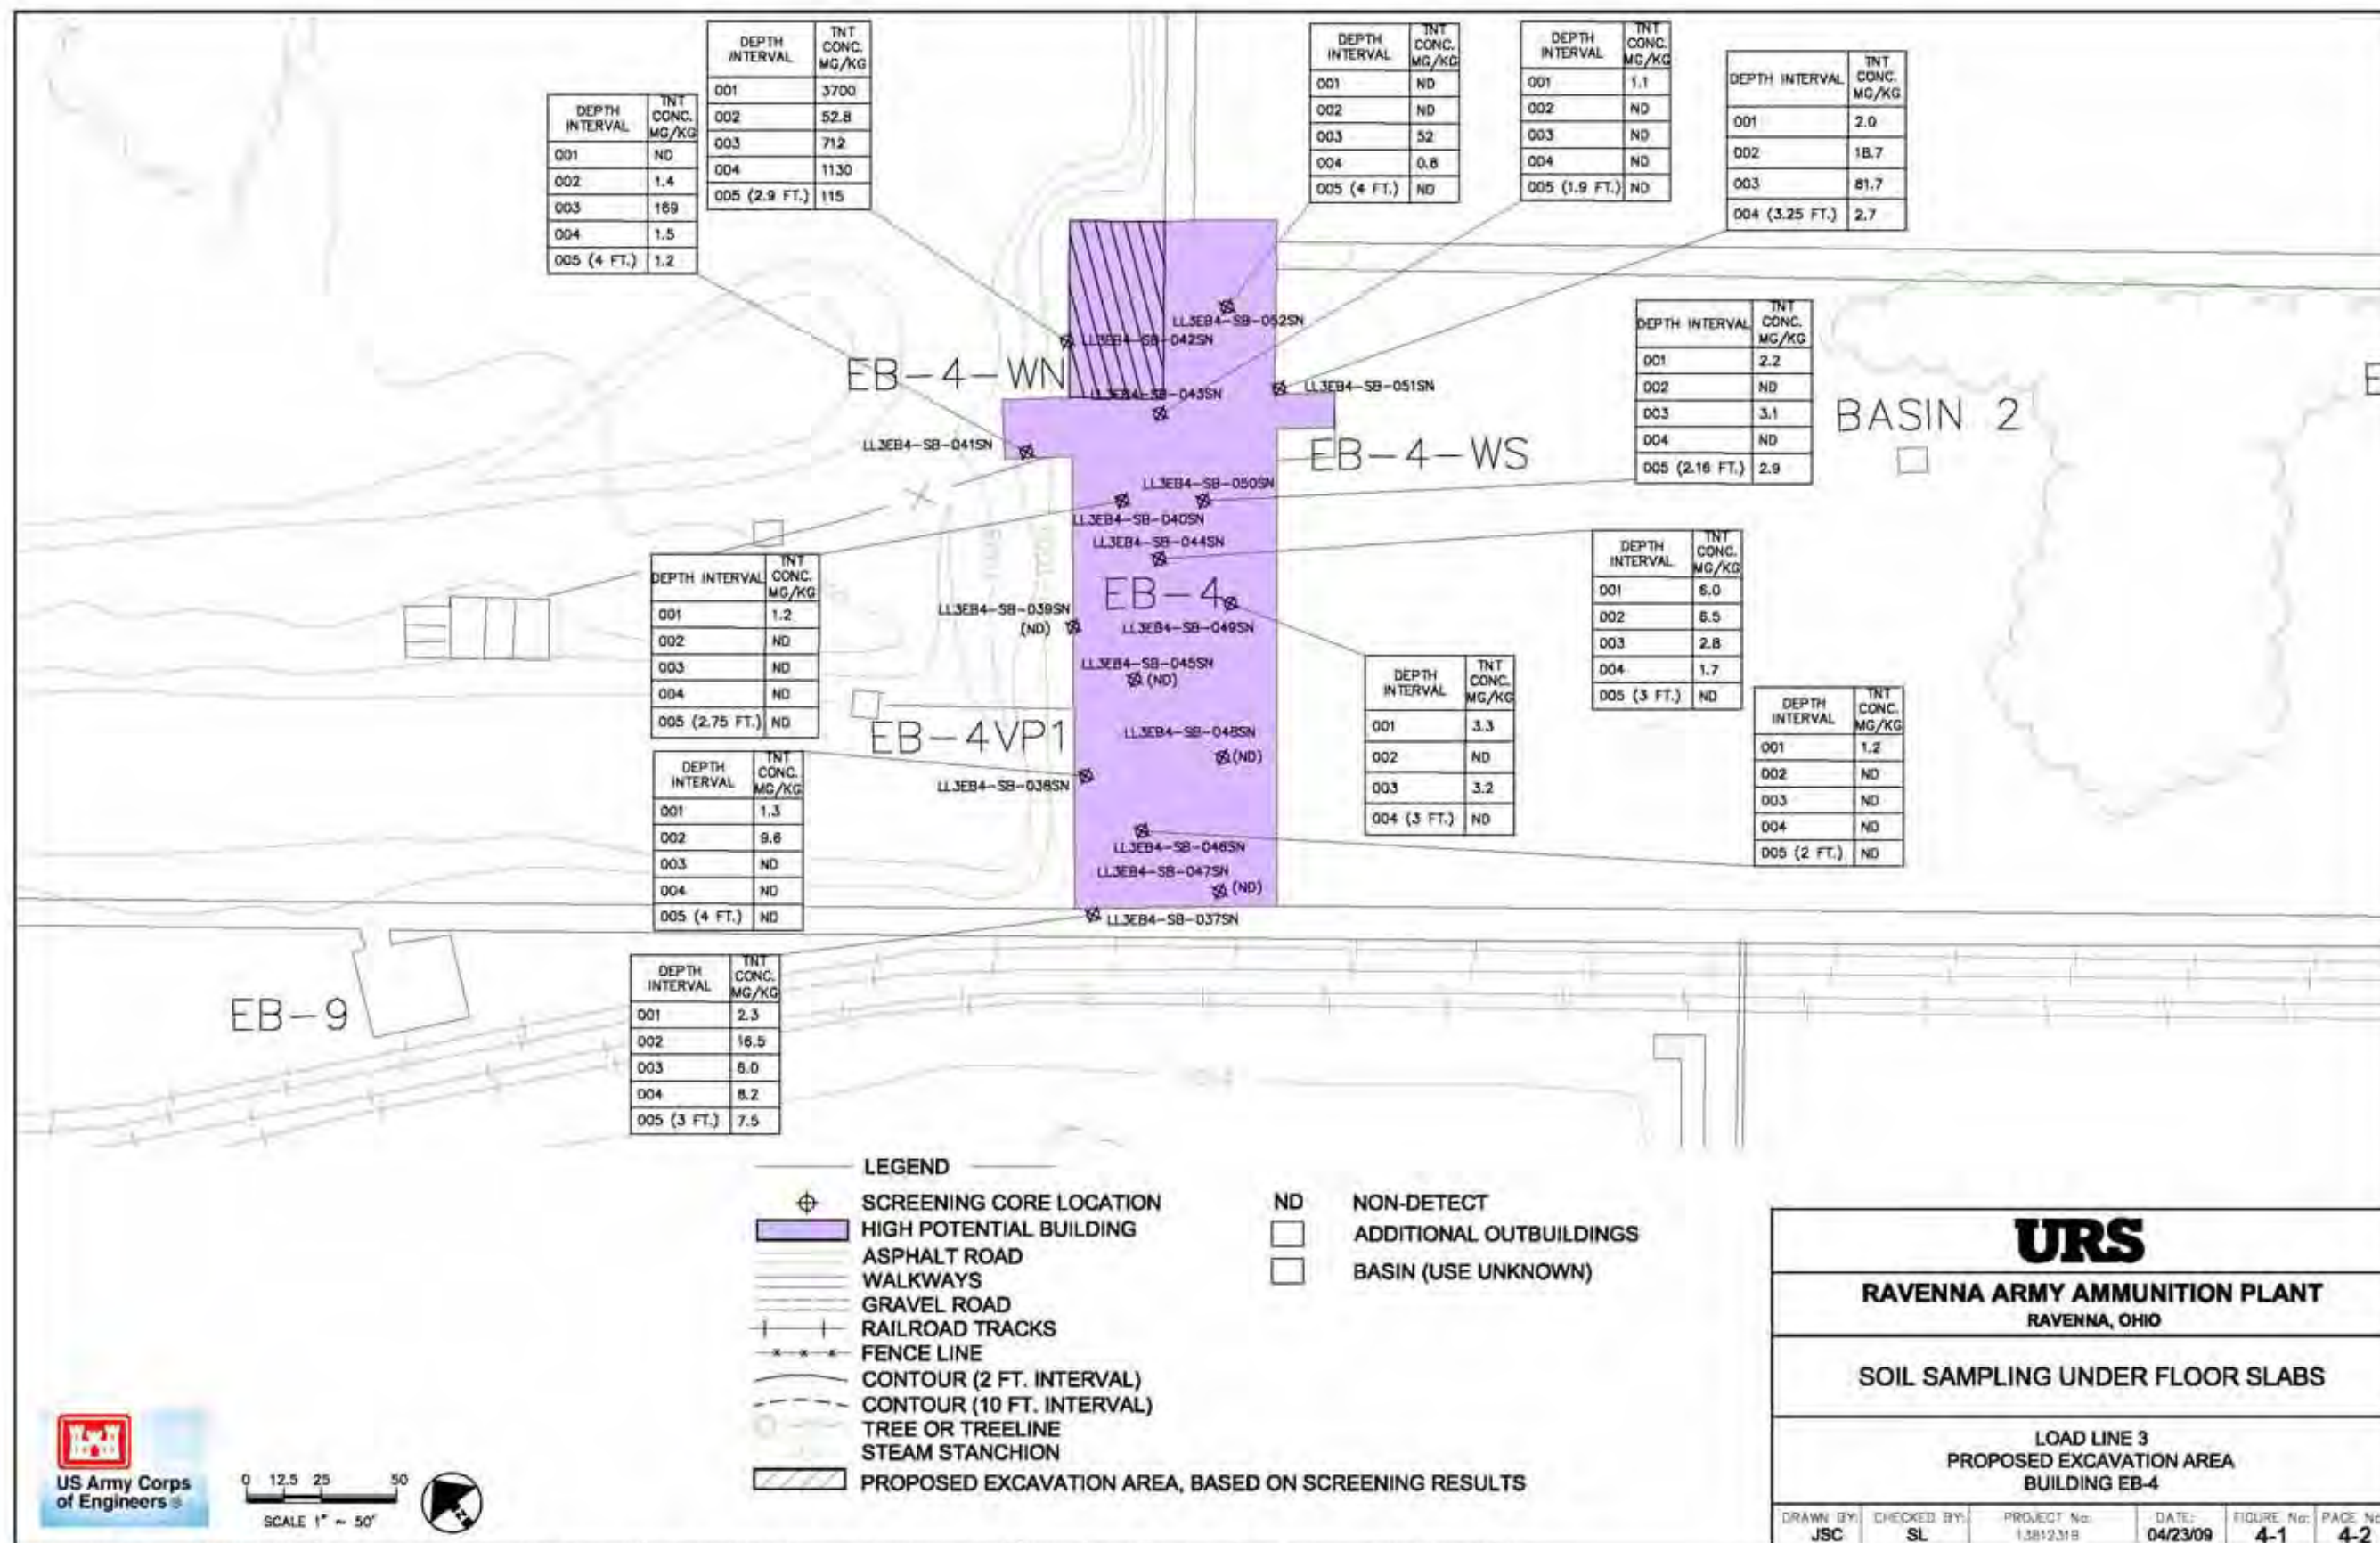 DEPTH INTERVAL TNT CONC. MG/KG
001 ND
002 1.4
003 169
004 1.5
005 (4 FT.) 1.2
DEPTH INTERVAL TNT CONC. MG/KG
001 3700
002 52.8
003 712
004 1130
005 (2.9 FT.) 115
DEPTH INTERVAL TNT CONC. MG/KG
001 ND
002 ND
003 52
004 0.8
005 (4 FT.) ND
DEPTH INTERVAL TNT CONC. MG/KG
001 1.1
002 ND
003 ND
004 ND
005 (1.9 FT.) ND
DEPTH INTERVAL TNT CONC. MG/KG
001 2.0
002 18.7
003 81.7
004 (3.25 FT.) 2.7
DEPTH INTERVAL TNT CONC. MG/KG
001 2.2
002 ND
003 3.1
004 ND
005 (2.16 FT.) 2.9
LL3EB4-SB-052SN
LL3EB4-SB-042SN
EB-4-WN
LL3EB4-SB-043SN
LL3EB4-SB-051SN
BASIN 2
LL3EB4-SB-041SN
EB-4-WS
LL3EB4-SB-050SN
LL3EB4-SB-040SN
LL3EB4-SB-044SN
EB-4
LL3EB4-SB-039SN
(ND)
LL3EB4-SB-049SN
LL3EB4-SB-045SN
(ND)
EB-4VP1
LL3EB4-SB-048SN
(ND)
LL3EB4-SB-038SN
LL3EB4-SB-046SN
LL3EB4-SB-047SN
(ND)
LL3EB4-SB-037SN
DEPTH INTERVAL TNT CONC. MG/KG
001 1.2
002 ND
003 ND
004 ND
005 (2.75 FT.) ND
DEPTH INTERVAL TNT CONC. MG/KG
001 6.0
002 6.5
003 2.8
004 1.7
005 (3 FT.) ND
DEPTH INTERVAL TNT CONC. MG/KG
001 3.3
002 ND
003 3.2
004 (3 FT.) ND
DEPTH INTERVAL TNT CONC. MG/KG
001 1.2
002 ND
003 ND
004 ND
005 (2 FT.) ND
DEPTH INTERVAL TNT CONC. MG/KG
001 1.3
002 9.6
003 ND
004 ND
005 (4 FT.) ND
EB-9
DEPTH INTERVAL TNT CONC. MG/KG
001 2.3
002 16.5
003 6.0
004 8.2
005 (3 FT.) 7.5
LEGEND
SCREENING CORE LOCATION
HIGH POTENTIAL BUILDING
ASPHALT ROAD
WALKWAYS
GRAVEL ROAD
RAILROAD TRACKS
FENCE LINE
CONTOUR (2 FT. INTERVAL)
CONTOUR (10 FT. INTERVAL)
TREE OR TREELINE
STEAM STANCHION
PROPOSED EXCAVATION AREA, BASED ON SCREENING RESULTS
ND NON-DETECT
ADDITIONAL OUTBUILDINGS
BASIN (USE UNKNOWN)
US Army Corps
of Engineers ®
0 12.5 25 50
SCALE 1" ~ 50'
N
URS
RAVENNA ARMY AMMUNITION PLANT
RAVENNA, OHIO
SOIL SAMPLING UNDER FLOOR SLABS
LOAD LINE 3
PROPOSED EXCAVATION AREA
BUILDING EB-4
DRAWN BY: CHECKED BY: PROJECT No: DATE: FIGURE No: PAGE No
JSC SL 04/23/09 4-1 4-2